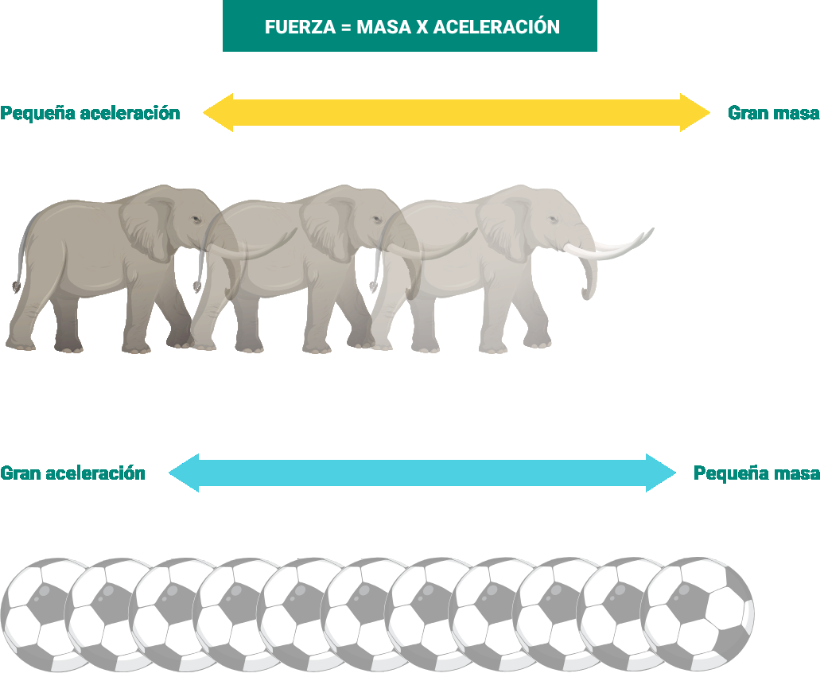 FUERZA = MASA X ACELERACIÓN
Pequeña aceleración
Gran masa
Gran aceleración
Pequeña masa